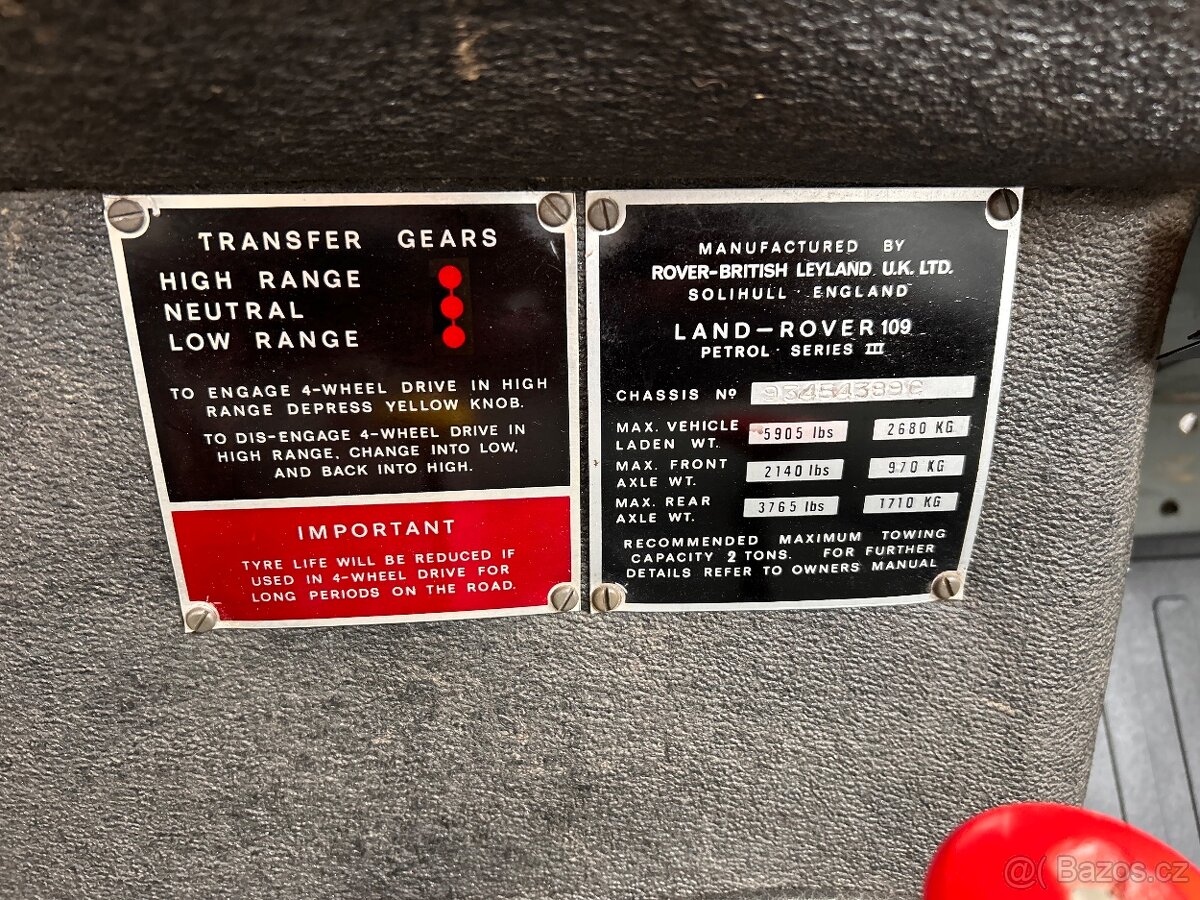 TRANSFER GEARS
HIGH RANGE
NEUTRAL
LOW RANGE
TO ENGAGE 4-WHEEL DRIVE IN HIGH
RANGE DEPRESS YELLOW KNOB.
TO DIS-ENGAGE 4-WHEEL DRIVE IN
HIGH RANGE, CHANGE INTO LOW,
AND BACK INTO HIGH.
IMPORTANT
TYRE LIFE WILL BE REDUCED IF
USED IN 4-WHEEL DRIVE FOR
LONG PERIODS ON THE ROAD.
MANUFACTURED BY
ROVER-BRITISH LEYLAND U.K. LTD.
SOLIHULL · ENGLAND
LAND-ROVER 109
PETROL · SERIES III
CHASSIS Nº
MAX. VEHICLE
LADEN WT. 5905 lbs 2680 KG
MAX. FRONT
AXLE WT. 2140 lbs 970 KG
MAX. REAR
AXLE WT. 3765 lbs 1710 KG
RECOMMENDED MAXIMUM TOWING
CAPACITY 2 TONS. FOR FURTHER
DETAILS REFER TO OWNERS MANUAL
Bazos.cz